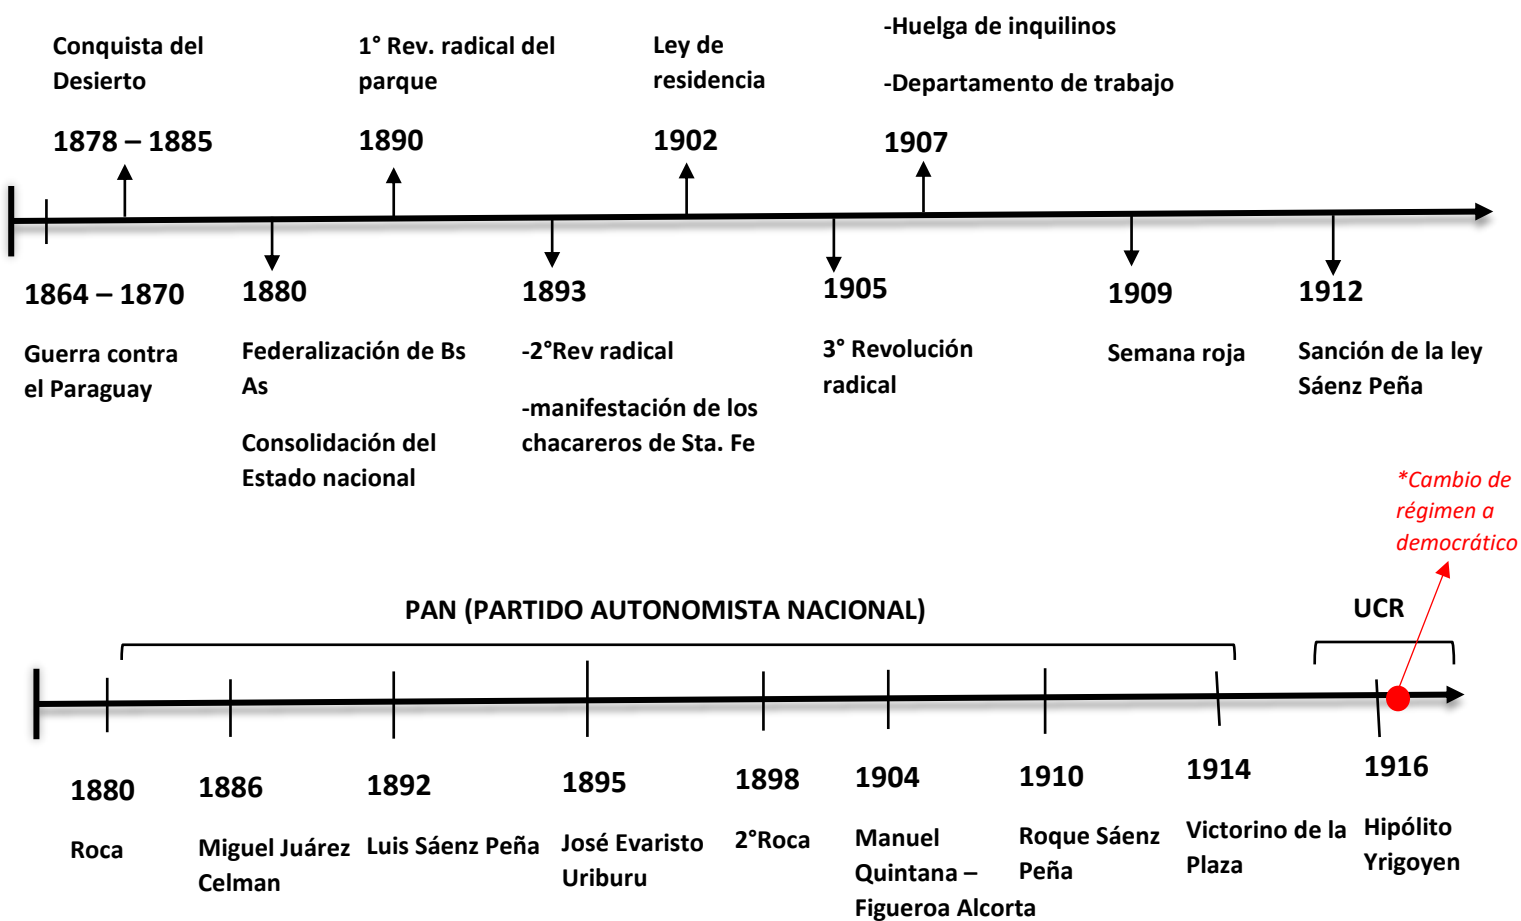 Conquista del
Desierto
1878 – 1885
1° Rev. radical del
parque
1890
Ley de
residencia
1902
-Huelga de inquilinos
-Departamento de trabajo
1907
1864 – 1870
Guerra contra
el Paraguay
1880
Federalización de Bs
As
Consolidación del
Estado nacional
1893
-2°Rev radical
-manifestación de los
chacareros de Sta. Fe
1905
3° Revolución
radical
1909
Semana roja
1912
Sanción de la ley
Sáenz Peña
*Cambio de
régimen a
democrático
PAN (PARTIDO AUTONOMISTA NACIONAL)
UCR
1880
Roca
1886
Miguel Juárez
Celman
1892
Luis Sáenz Peña
1895
José Evaristo
Uriburu
1898
2°Roca
1904
Manuel
Quintana –
Figueroa Alcorta
1910
Roque Sáenz
Peña
1914
Victorino de la
Plaza
1916
Hipólito
Yrigoyen